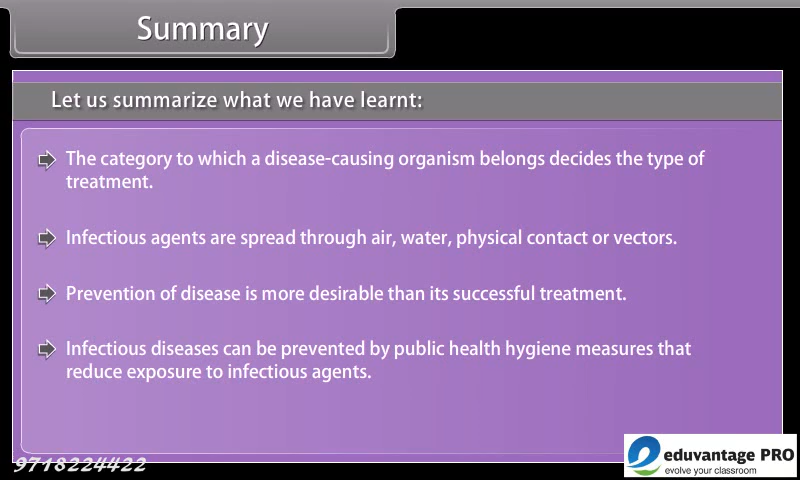 Summary
Let us summarize what we have learnt:
The category to which a disease-causing organism belongs decides the type of
treatment.
Infectious agents are spread through air, water, physical contact or vectors.
Prevention of disease is more desirable than its successful treatment.
Infectious diseases can be prevented by public health hygiene measures that
reduce exposure to infectious agents.
9718224422
eduvantage PRO
evolve your classroom